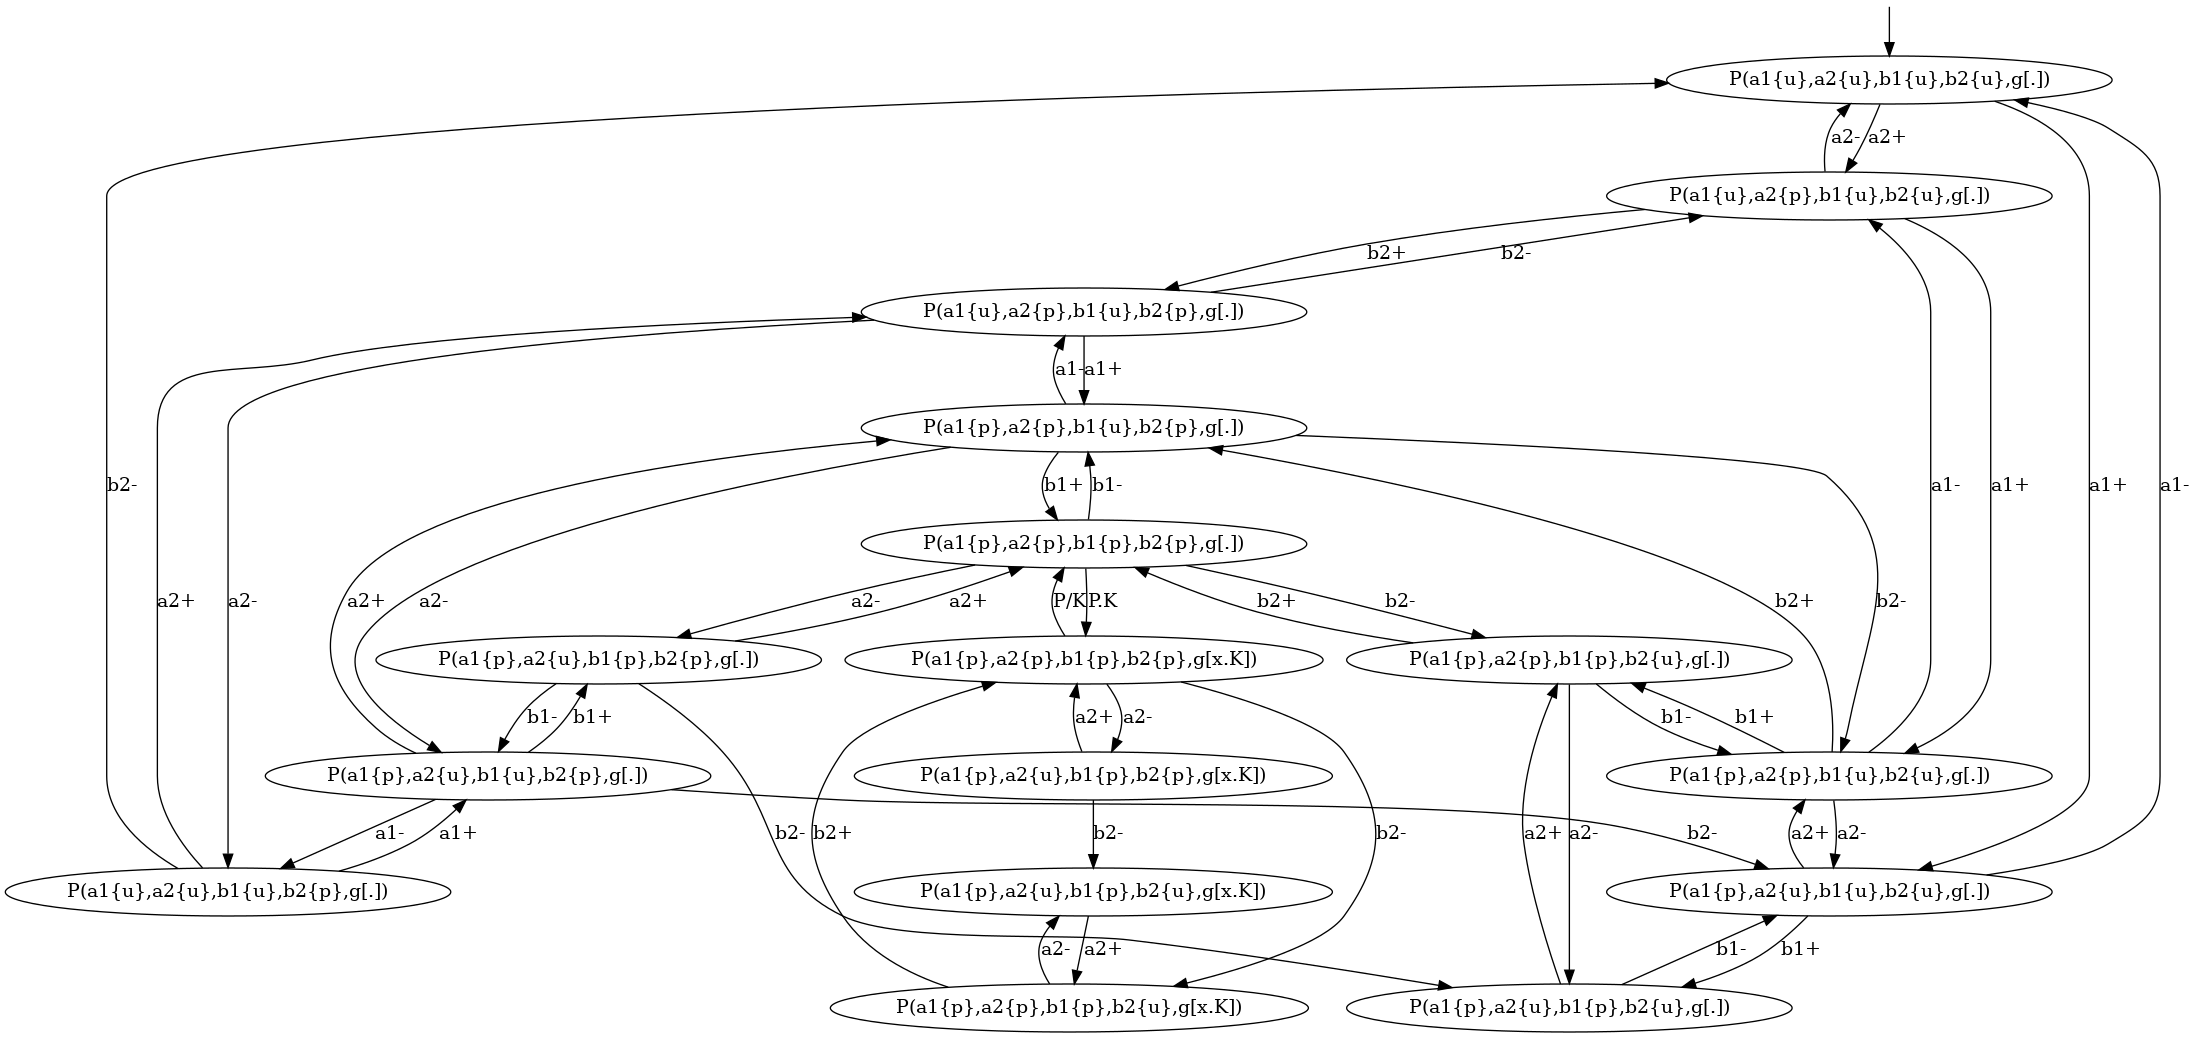 P(a1{u},a2{u},b1{u},b2{u},g[.])
a2- a2+
P(a1{u},a2{p},b1{u},b2{u},g[.])
b2+ b2-
P(a1{u},a2{p},b1{u},b2{p},g[.])
a1- a1+
P(a1{p},a2{p},b1{u},b2{p},g[.])
b2- b1+ b1- a1- a1+ a1+ a1-
P(a1{p},a2{p},b1{p},b2{p},g[.])
a2+ a2- a2+ a2- a2- a2+ P/K P.K b2+ b2- b2+ b2-
P(a1{p},a2{u},b1{p},b2{p},g[.])
P(a1{p},a2{p},b1{p},b2{p},g[x.K])
P(a1{p},a2{p},b1{p},b2{u},g[.])
b1- b1+ a2+ a2- b1- b1+
P(a1{p},a2{u},b1{u},b2{p},g[.])
P(a1{p},a2{u},b1{p},b2{p},g[x.K])
P(a1{p},a2{p},b1{u},b2{u},g[.])
a1- a1+ b2- b2+ b2- b2- a2+ a2- b2- a2+ a2-
P(a1{u},a2{u},b1{u},b2{p},g[.])
P(a1{p},a2{u},b1{p},b2{u},g[x.K])
P(a1{p},a2{u},b1{u},b2{u},g[.])
a2- a2+ b1- b1+
P(a1{p},a2{p},b1{p},b2{u},g[x.K])
P(a1{p},a2{u},b1{p},b2{u},g[.])